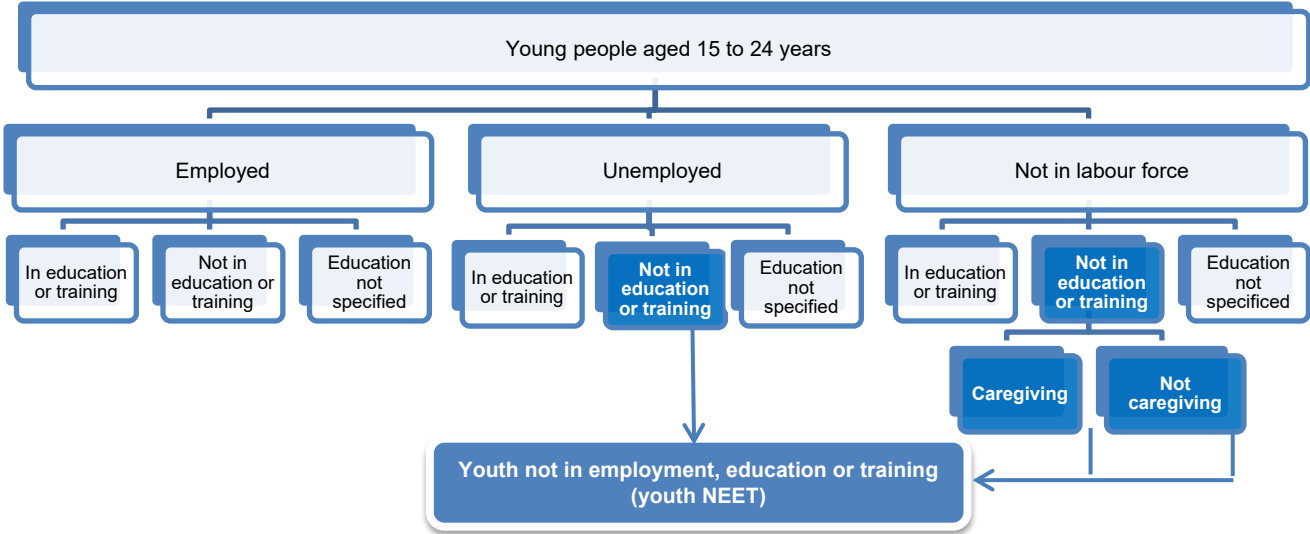 Young people aged 15 to 24 years
Employed
Unemployed
Not in labour force
In education
or training
Not in
education or
training
Education
not
specified
In education
or training
Not in
education
or training
Education
not
specified
In education
or training
Not in
education
or training
Education
not
specificed
Caregiving
Not
caregiving
Youth not in employment, education or training
(youth NEET)